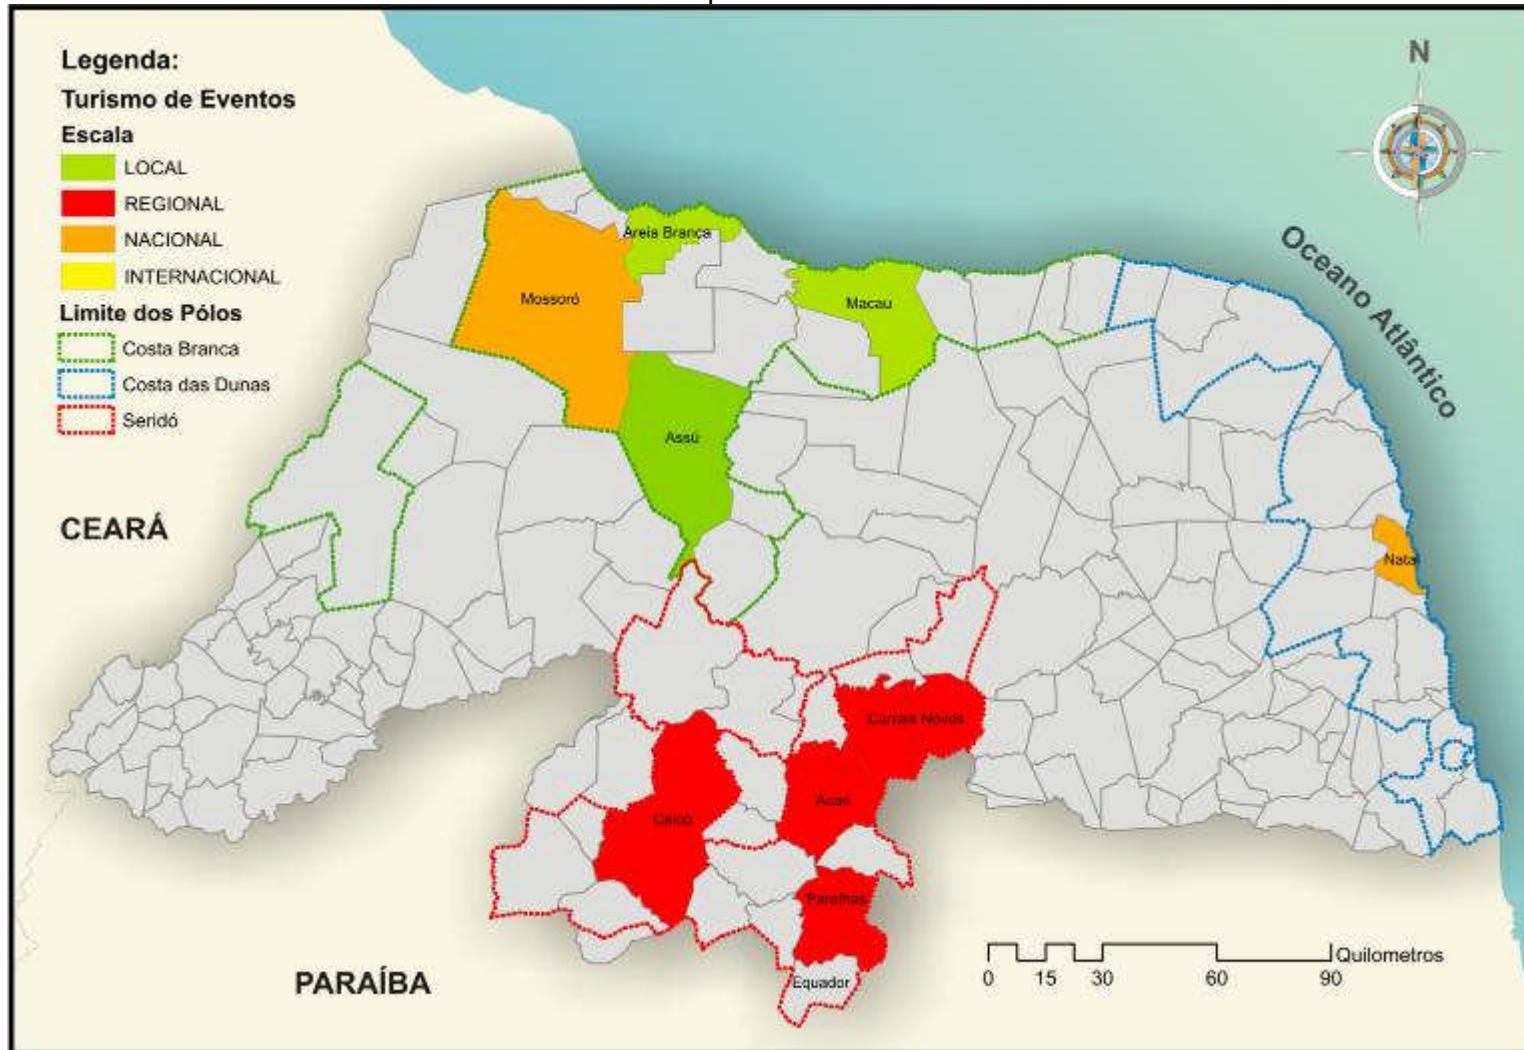 Legenda:
Turismo de Eventos
Escala
LOCAL
REGIONAL
NACIONAL
INTERNACIONAL
Limite dos Pólos
Costa Branca
Costa das Dunas
Seridó
N
Oceano Atlântico
Areia Branca
Mossoró
Macau
Assú
Natal
CEARÁ
Currais Novos
Acari
Caicó
Parelhas
Equador
PARAÍBA
Quilometros
0 15 30 60 90